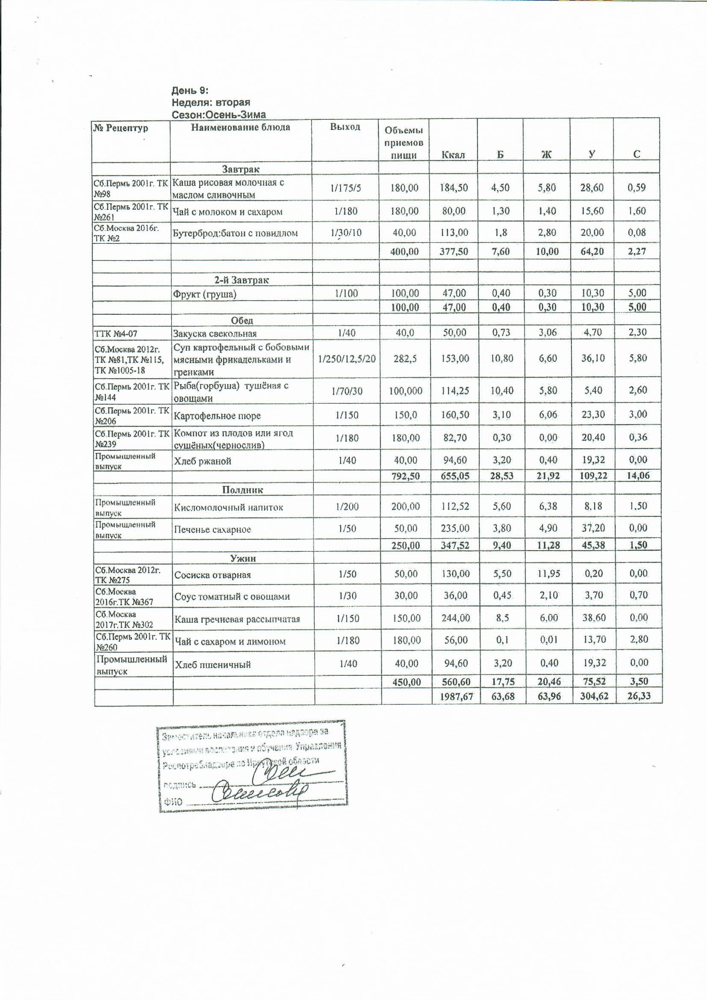 День 9:
Неделя: вторая
Сезон:Осень-Зима
№ Рецептур Наименование блюда Выход Объемы приемов пищи Ккал Б Ж У С
Завтрак
Сб.Пермь 2001г. ТК №98 Каша рисовая молочная с маслом сливочным 1/175/5 180,00 184,50 4,50 5,80 28,60 0,59
Сб.Пермь 2001г. ТК №261 Чай с молоком и сахаром 1/180 180,00 80,00 1,30 1,40 15,60 1,60
Сб.Москва 2016г. ТК №2 Бутерброд:батон с повидлом 1/30/10 40,00 113,00 1,8 2,80 20,00 0,08
400,00 377,50 7,60 10,00 64,20 2,27
2-й Завтрак
Фрукт (груша) 1/100 100,00 47,00 0,40 0,30 10,30 5,00
100,00 47,00 0,40 0,30 10,30 5,00
Обед
ТТК №4-07 Закуска свекольная 1/40 40,0 50,00 0,73 3,06 4,70 2,30
Сб.Москва 2012г. ТК №81,ТК №115, ТК №1005-18 Суп картофельный с бобовыми мясными фрикадельками и гренками 1/250/12,5/20 282,5 153,00 10,80 6,60 36,10 5,80
Сб.Пермь 2001г. ТК №144 Рыба(горбуша) тушёная с овощами 1/70/30 100,000 114,25 10,40 5,80 5,40 2,60
Сб.Пермь 2001г. ТК №206 Картофельное пюре 1/150 150,0 160,50 3,10 6,06 23,30 3,00
Сб.Пермь 2001г. ТК №239 Компот из плодов или ягод сушёных(чернослив) 1/180 180,00 82,70 0,30 0,00 20,40 0,36
Промышленный выпуск Хлеб ржаной 1/40 40,00 94,60 3,20 0,40 19,32 0,00
792,50 655,05 28,53 21,92 109,22 14,06
Полдник
Промышленный выпуск Кисломолочный напиток 1/200 200,00 112,52 5,60 6,38 8,18 1,50
Промышленный выпуск Печенье сахарное 1/50 50,00 235,00 3,80 4,90 37,20 0,00
250,00 347,52 9,40 11,28 45,38 1,50
Ужин
Сб.Москва 2012г. ТК №275 Сосиска отварная 1/50 50,00 130,00 5,50 11,95 0,20 0,00
Сб.Москва 2016г.ТК №367 Соус томатный с овощами 1/30 30,00 36,00 0,45 2,10 3,70 0,70
Сб.Москва 2017г.ТК №302 Каша гречневая рассыпчатая 1/150 150,00 244,00 8,5 6,00 38,60 0,00
Сб.Пермь 2001г. ТК №260 Чай с сахаром и лимоном 1/180 180,00 56,00 0,1 0,01 13,70 2,80
Промышленный выпуск Хлеб пшеничный 1/40 40,00 94,60 3,20 0,40 19,32 0,00
450,00 560,60 17,75 20,46 75,52 3,50
1987,67 63,68 63,96 304,62 26,33
Заместитель начальника отдела надзора за
условиями воспитания и обучения Управления
Роспотребнадзора по Иркутской области
подпись
ФИО